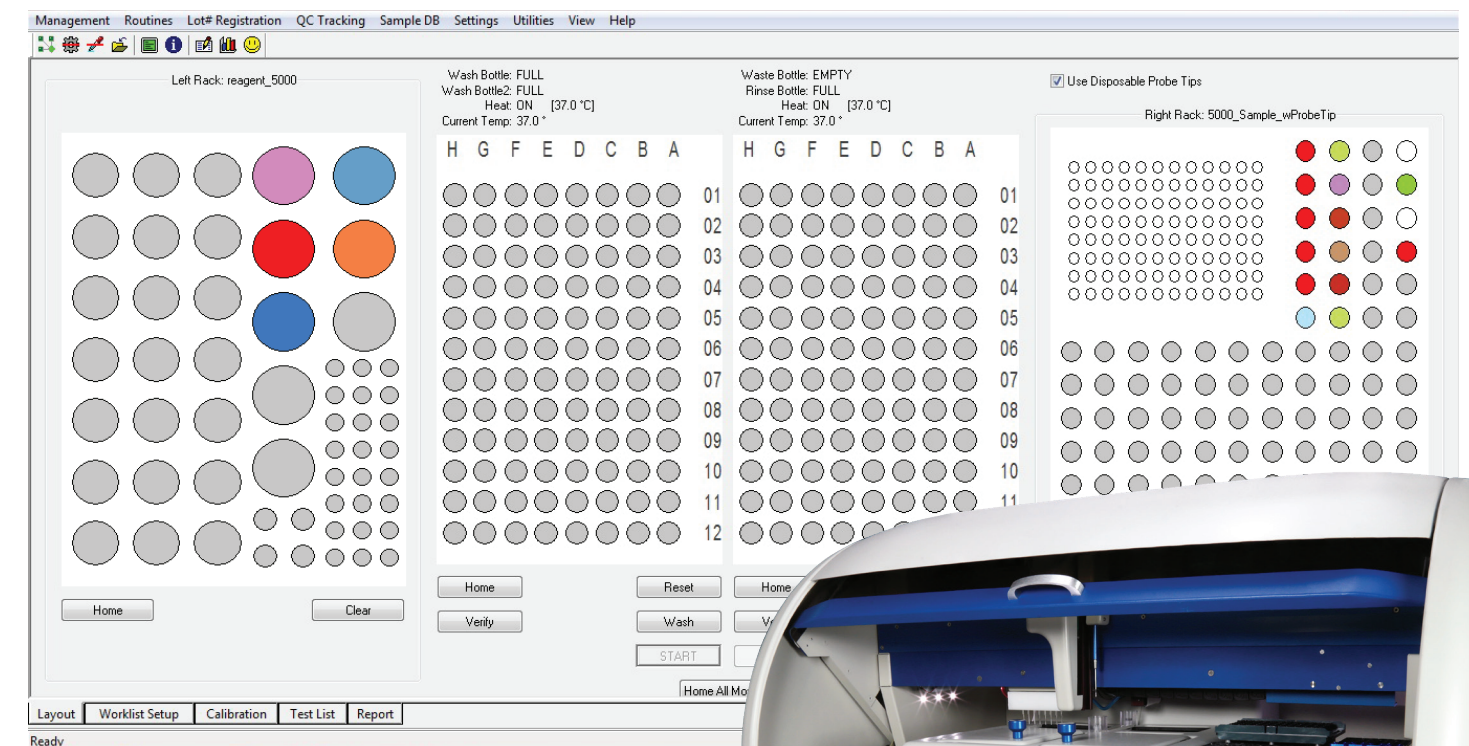 Management Routines Lot# Registration QC Tracking Sample DB Settings Utilities View Help
Left Rack: reagent_5000
Wash Bottle: FULL
Wash Bottle2: FULL
Heat: ON [37.0 °C]
Current Temp: 37.0 °
Waste Bottle: EMPTY
Rinse Bottle: FULL
Heat: ON [37.0 °C]
Current Temp: 37.0 °
Use Disposable Probe Tips
Right Rack: 5000_Sample_wProbeTip
H G F E D C B A
01
02
03
04
05
06
07
08
09
10
11
12
H G F E D C B A
01
02
03
04
05
06
07
08
09
10
11
Home Clear
Home Reset
Verify Wash
START
Home
Home All
Layout Worklist Setup Calibration Test List Report
Ready